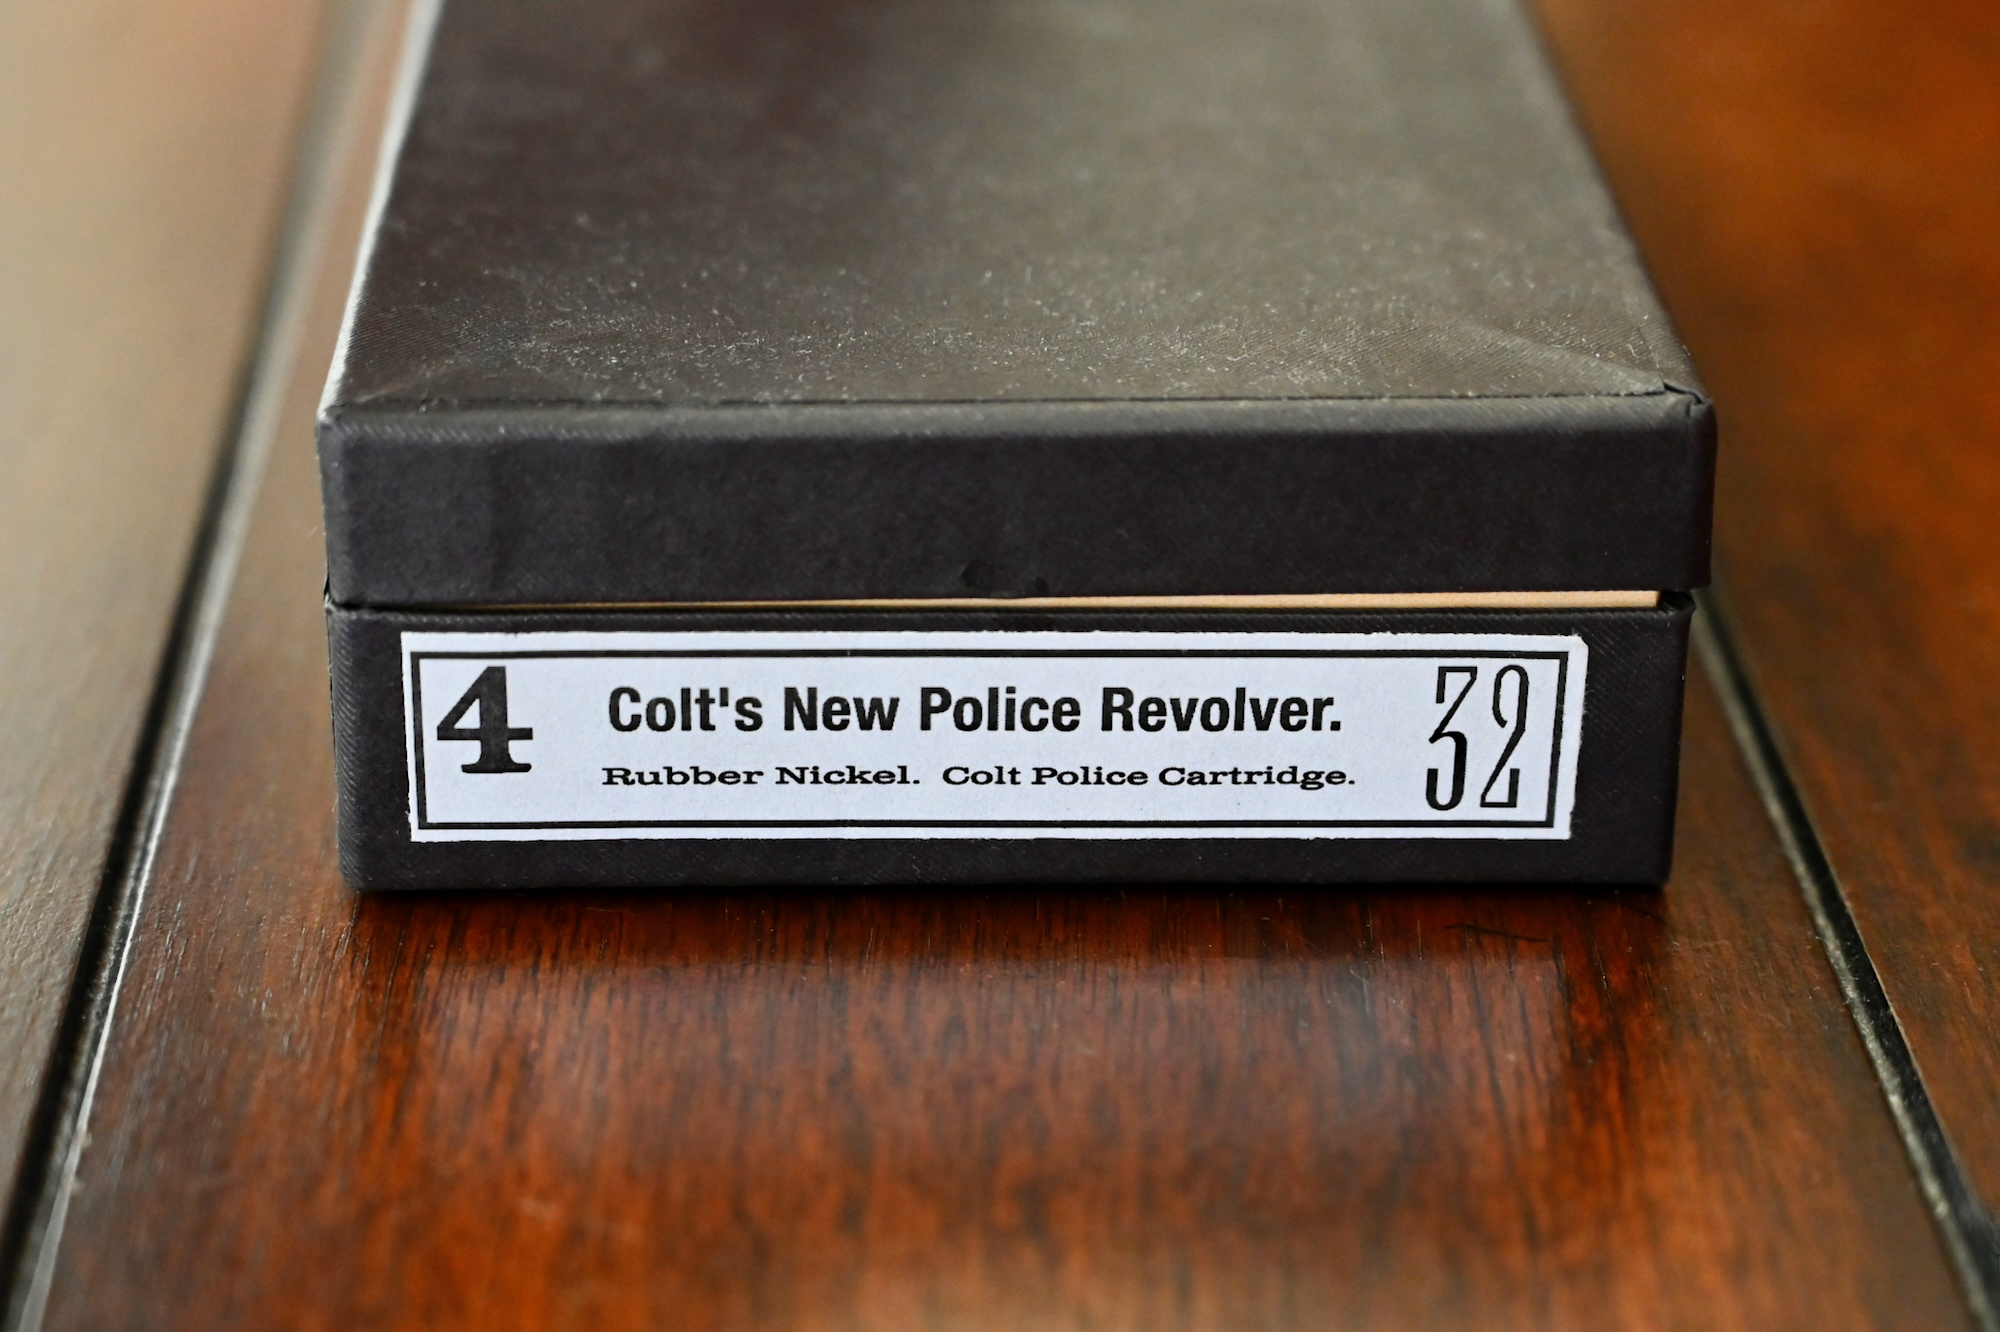 4
Colt's New Police Revolver.
Rubber Nickel. Colt Police Cartridge.
32